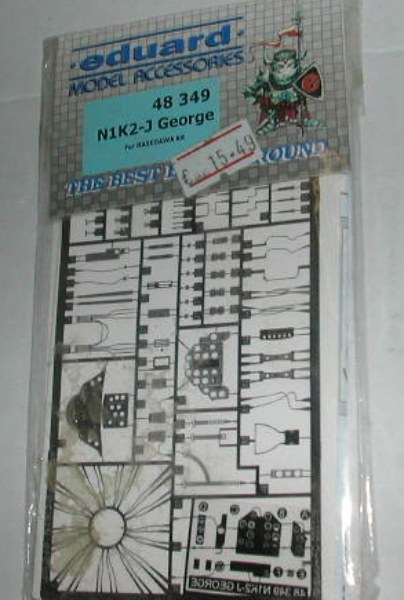 eduard
MODEL ACCESSORIES
48 349
N1K2-J George
For HASEGAWA kit
£ 15.49
THE BEST ROUND
48 349 N1K2-J GEORGE